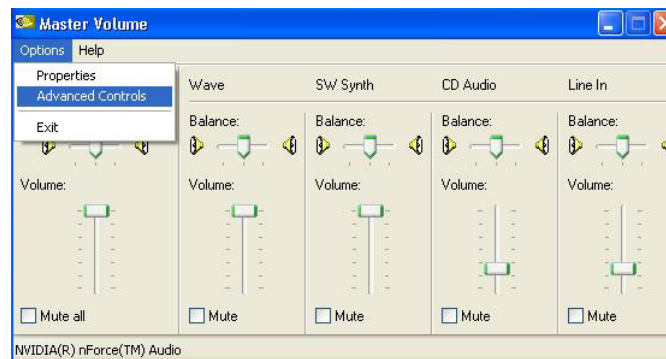 Master Volume
Options Help
Properties
Advanced Controls
Exit
Wave SW Synth CD Audio Line In
Balance: Balance: Balance: Balance:
Volume: Volume: Volume: Volume: Volume:
Mute all Mute Mute Mute Mute
NVIDIA(R) nForce(TM) Audio